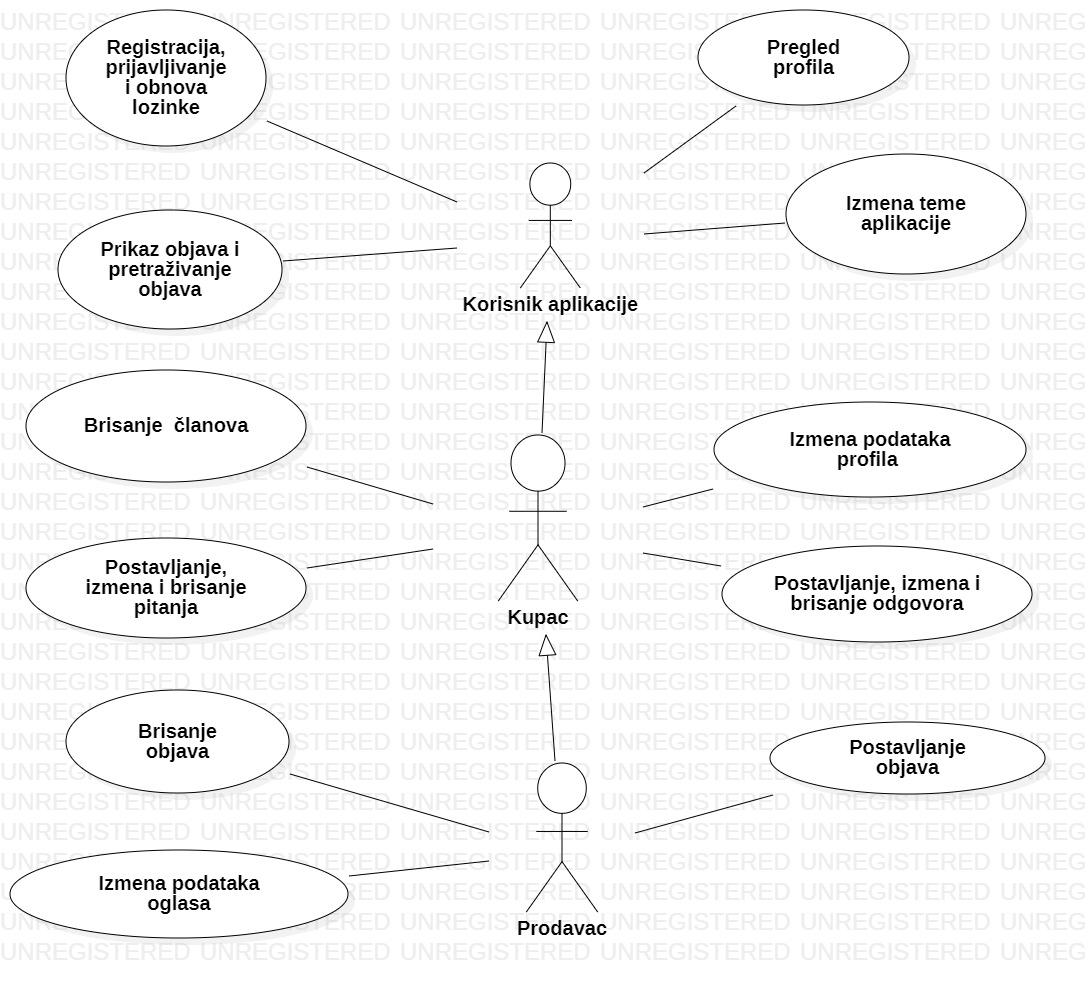 Registracija,
prijavljivanje
i obnova
lozinke
Pregled
profila
Izmena teme
aplikacije
Prikaz objava i
pretraživanje
objava
Korisnik aplikacije
Brisanje  članova
Izmena podataka
profila
Postavljanje,
izmena i brisanje
pitanja
Postavljanje, izmena i
brisanje odgovora
Kupac
Brisanje
objava
Postavljanje
objava
Izmena podataka
oglasa
Prodavac
UNREGISTERED